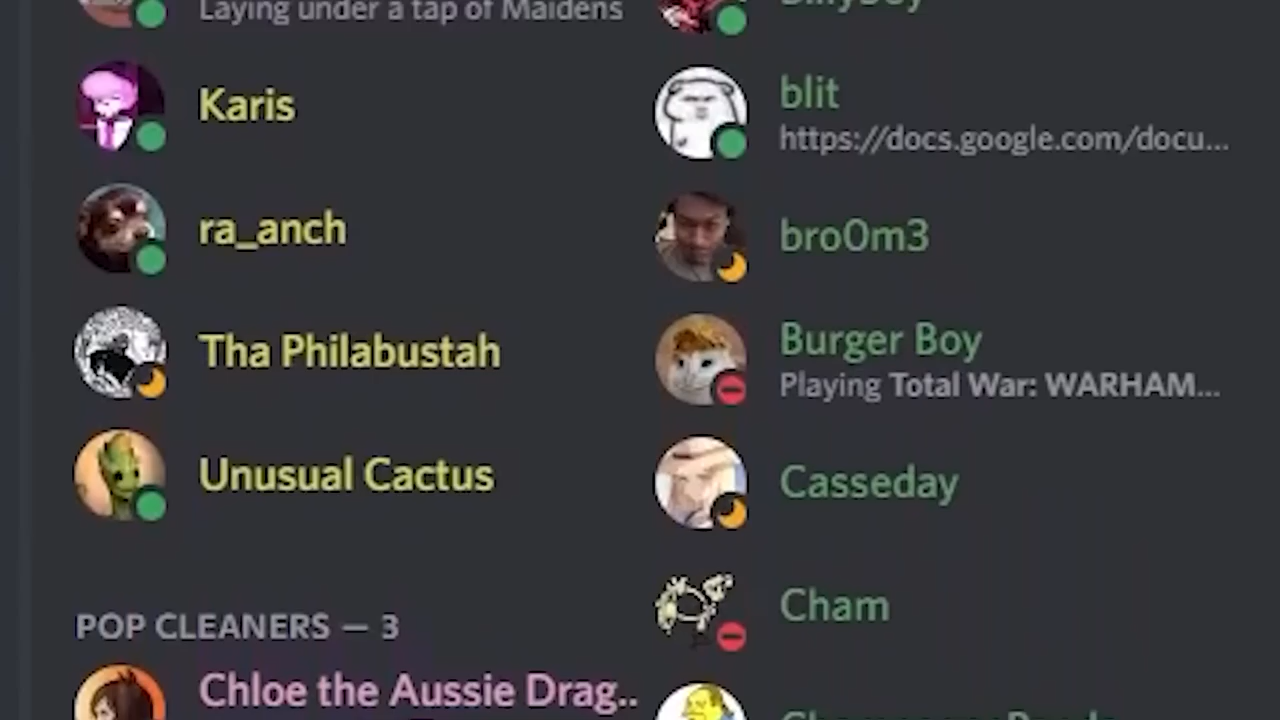 Laying under a tap of Maidens
Karis
ra_anch
Tha Philabustah
Unusual Cactus
POP CLEANERS — 3
Chloe the Aussie Drag..
blit
https://docs.google.com/docu...
bro0m3
Burger Boy
Playing Total War: WARHAM...
Casseday
Cham